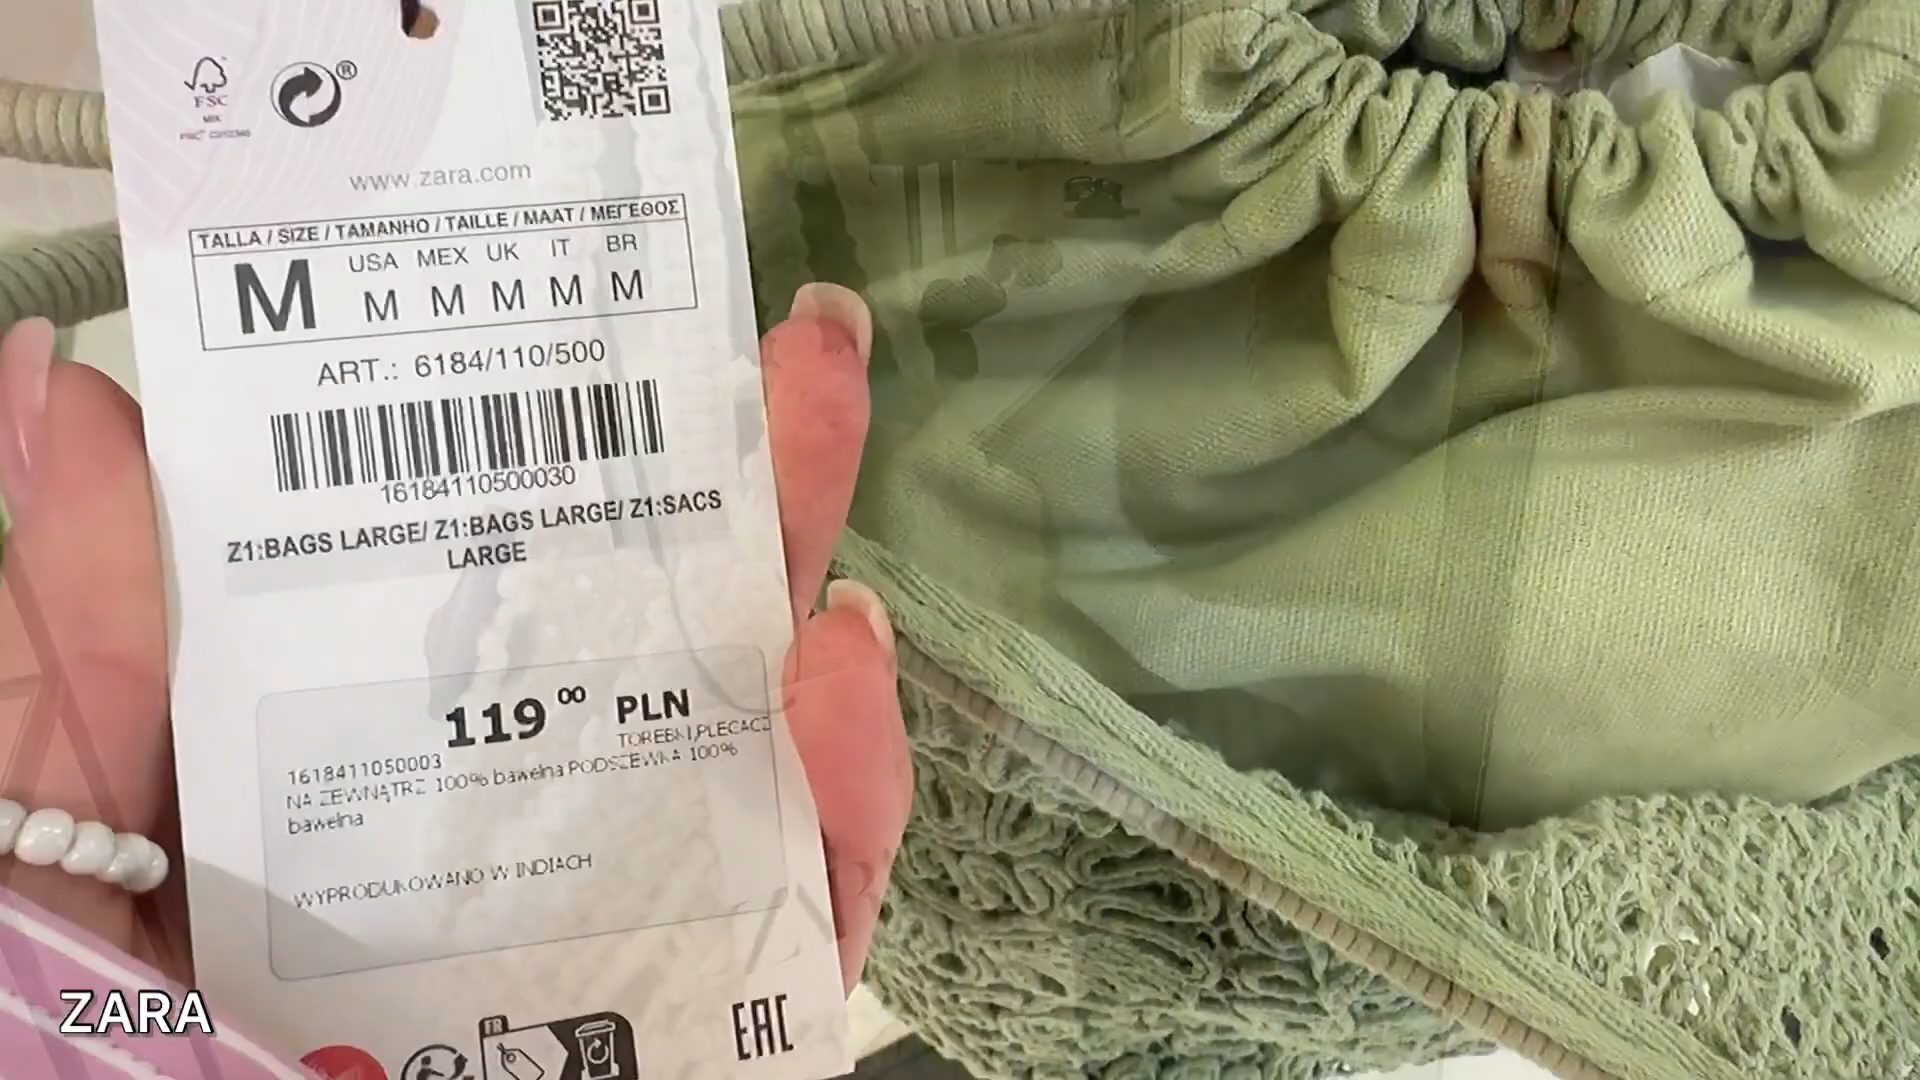 FSC
MIX
®
www.zara.com
TALLA / SIZE / TAMANHO / TAILLE / MAAT / ΜΕΓΕΘΟΣ
M USA MEX UK IT BR
M M M M M
ART.: 6184/110/500
16184110500030
Z1:BAGS LARGE/ Z1:BAGS LARGE/ Z1:SACS
LARGE
119 00 PLN
TOREBKI,PLECACZ
1618411050003
NA ZEWNĄTRZ 100% bawełna PODSZEWKA 100%
bawełna
WYPRODUKOWANO W INDIACH
ZARA
FR
EAC